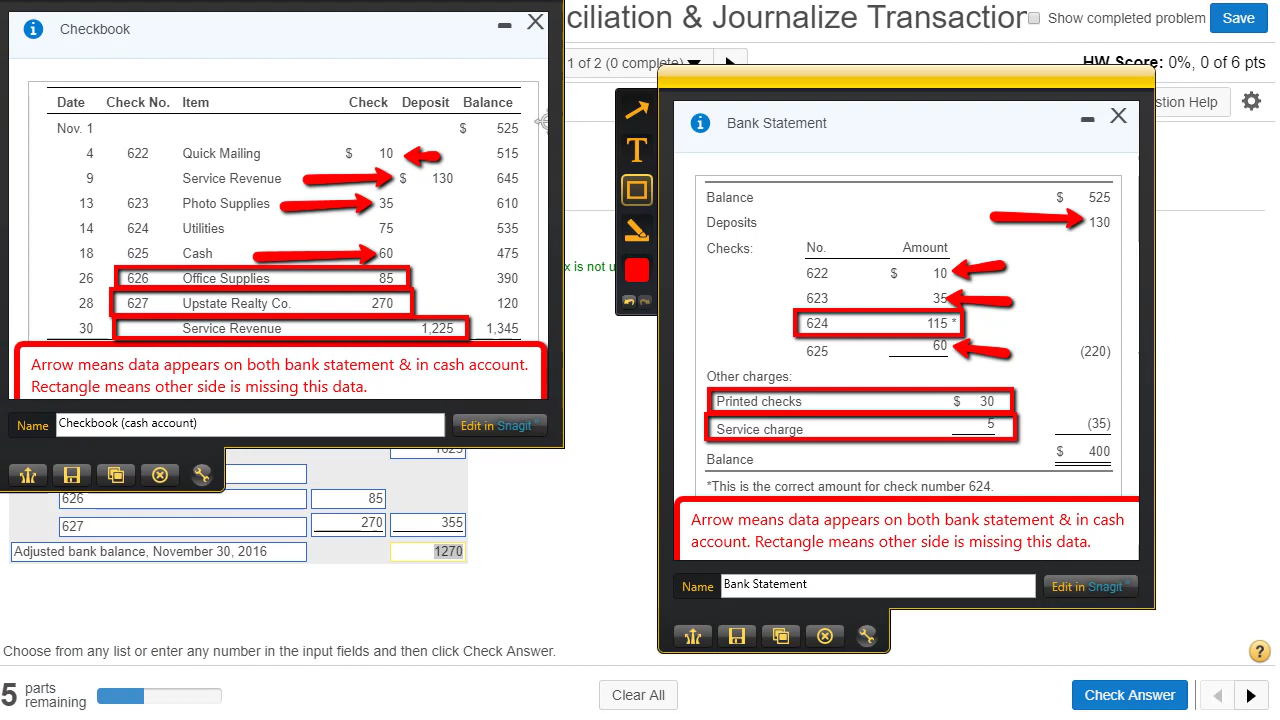 Checkbook
Date Check No. Item Check Deposit Balance
Nov. 1 $ 525
4 622 Quick Mailing $ 10 515
9 Service Revenue $ 130 645
13 623 Photo Supplies 35 610
14 624 Utilities 75 535
18 625 Cash 60 475
26 626 Office Supplies 85 390
28 627 Upstate Realty Co. 270 120
30 Service Revenue 1,225 1,345
Arrow means data appears on both bank statement & in cash account.
Rectangle means other side is missing this data.
Name Checkbook (cash account) Edit in Snagit
ciliation & Journalize Transaction
Show completed problem Save
1 of 2 (0 complete)
HW Score: 0%, 0 of 6 pts
stion Help
x is not u
T
Bank Statement
Balance $ 525
Deposits 130
Checks: No. Amount
622 $ 10
623 35
624 115 *
625 60 (220)
Other charges:
Printed checks $ 30
Service charge 5 (35)
Balance $ 400
*This is the correct amount for check number 624.
Arrow means data appears on both bank statement & in cash
account. Rectangle means other side is missing this data.
Name Bank Statement Edit in Snagit
1625
626 85
627 270 355
Adjusted bank balance, November 30, 2016 1270
Choose from any list or enter any number in the input fields and then click Check Answer.
?
5 parts
remaining
Clear All
Check Answer